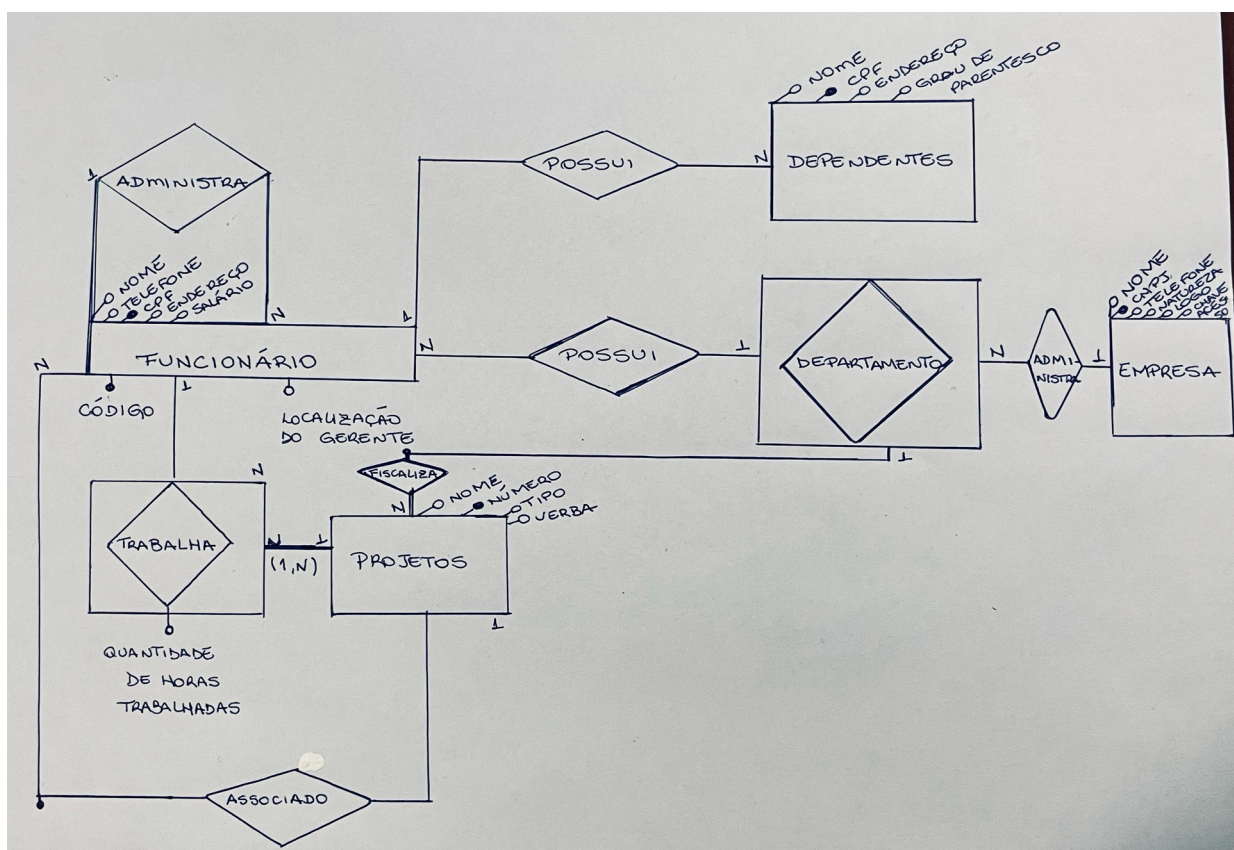 NOME
CPF
ENDEREÇO
GRAU DE
PARENTESCO
POSSUI
N
DEPENDENTES
1
ADMINISTRA
NOME
TELEFONE
CPF
ENDEREÇO
SALÁRIO
N
1
NOME
CNPJ
TELEFONE
NATUREZA
LOGO
CHAVE
N
FUNCIONÁRIO
N
POSSUI
1
DEPARTAMENTO
N
ADMI-
NISTRA
1
EMPRESA
CÓDIGO
1
LOCALIZAÇÃO
DO GERENTE
1
FISCALIZA
N
NOME
NÚMERO
TIPO
VERBA
N
TRABALHA
N
1
(1,N)
PROJETOS
1
QUANTIDADE
DE HORAS
TRABALHADAS
ASSOCIADO